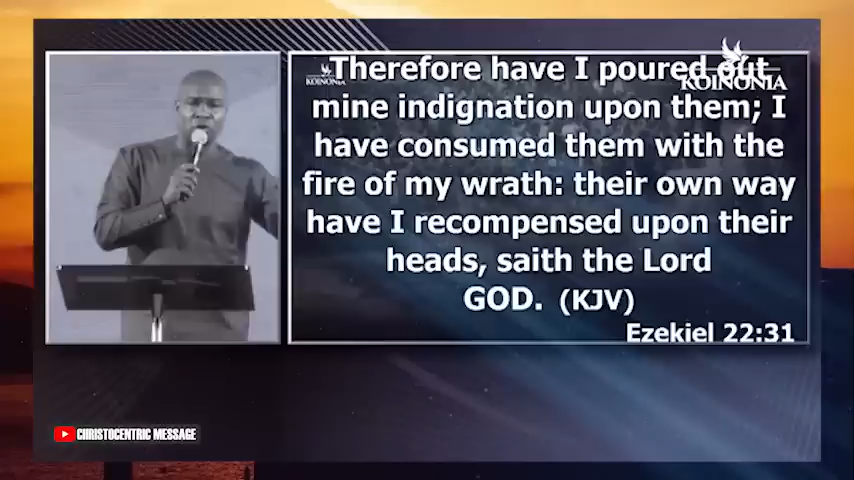 KOINONIA
KOINONIA
Therefore have I poured out
mine indignation upon them; I
have consumed them with the
fire of my wrath: their own way
have I recompensed upon their
heads, saith the Lord
GOD. (KJV)
Ezekiel 22:31
CHRISTOCENTRIC MESSAGE